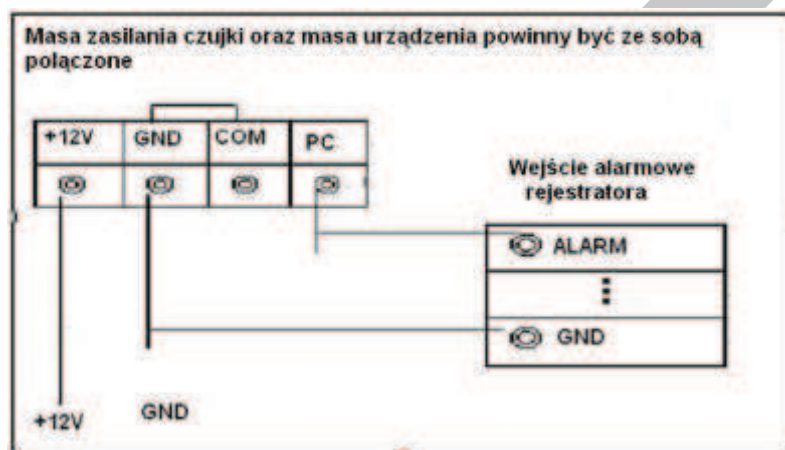 Masa zasilania czujki oraz masa urządzenia powinny być ze sobą
połączone
+12V GND COM PC
Wejście alarmowe
rejestratora
ALARM
GND
+12V GND